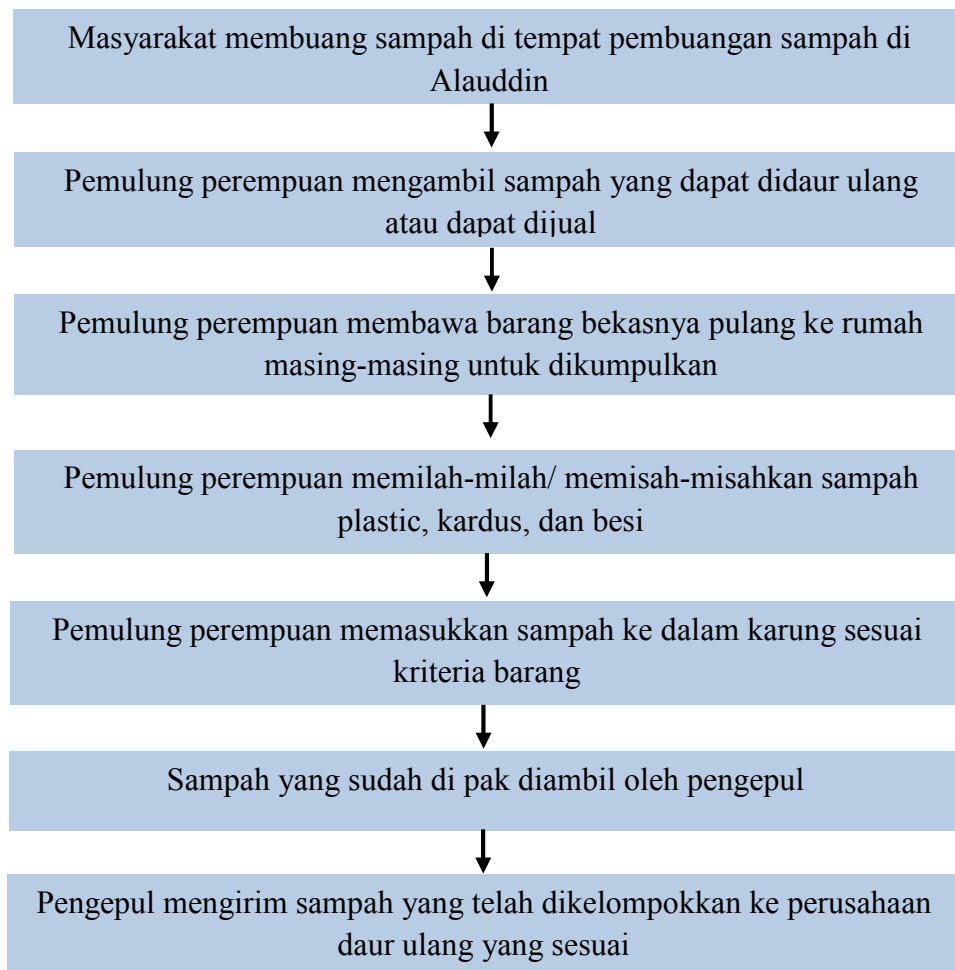 Masyarakat membuang sampah di tempat pembuangan sampah di
Alauddin
Pemulung perempuan mengambil sampah yang dapat didaur ulang
atau dapat dijual
Pemulung perempuan membawa barang bekasnya pulang ke rumah
masing-masing untuk dikumpulkan
Pemulung perempuan memilah-milah/ memisah-misahkan sampah
plastic, kardus, dan besi
Pemulung perempuan memasukkan sampah ke dalam karung sesuai
kriteria barang
Sampah yang sudah di pak diambil oleh pengepul
Pengepul mengirim sampah yang telah dikelompokkan ke perusahaan
daur ulang yang sesuai